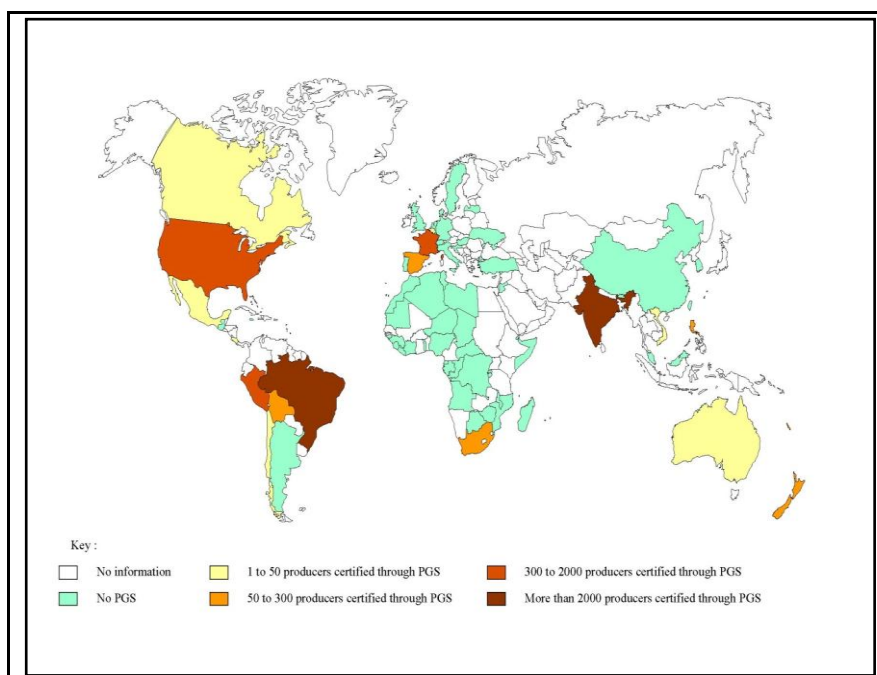 Key :
No information
1 to 50 producers certified through PGS
300 to 2000 producers certified through PGS
No PGS
50 to 300 producers certified through PGS
More than 2000 producers certified through PGS